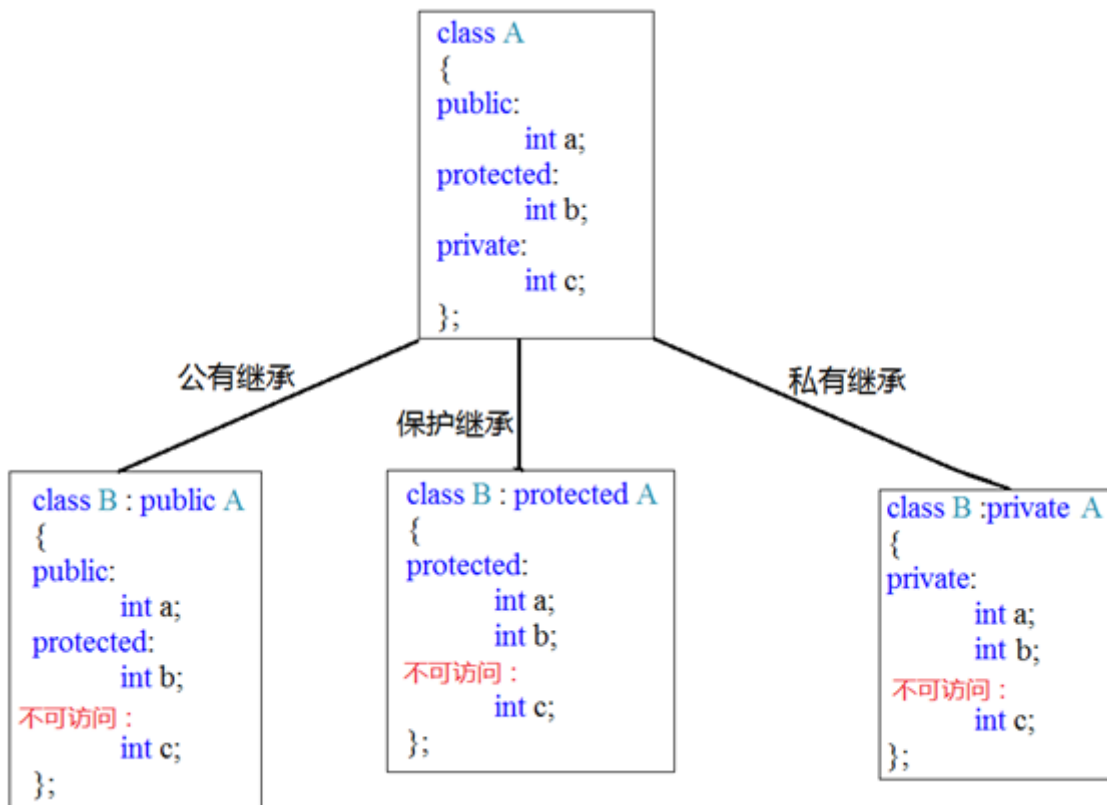 class A
{
public:
int a;
protected:
int b;
private:
int c;
};
公有继承
保护继承
私有继承
class B : public A
{
public:
int a;
protected:
int b;
不可访问：
int c;
};
class B : protected A
{
protected:
int a;
int b;
不可访问：
int c;
};
class B :private A
{
private:
int a;
int b;
不可访问：
int c;
};